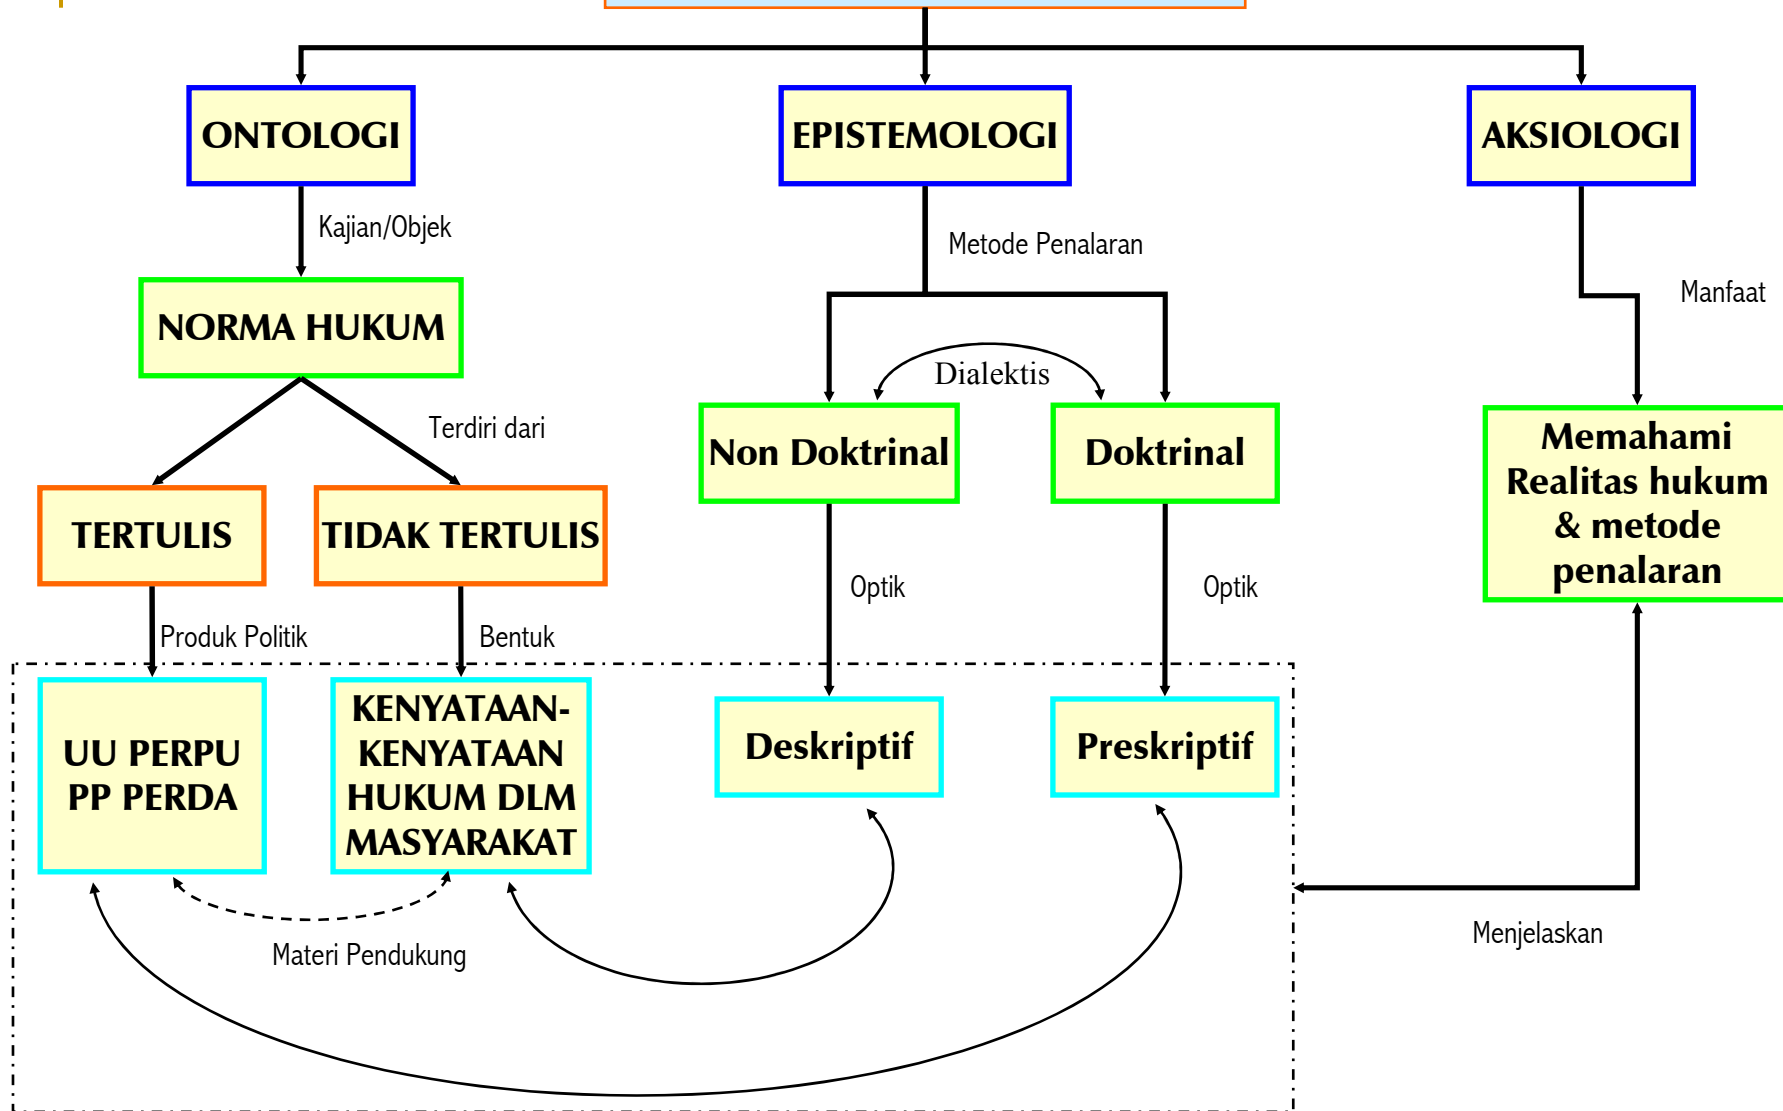 ONTOLOGI
EPISTEMOLOGI
AKSIOLOGI
Kajian/Objek
Metode Penalaran
Manfaat
NORMA HUKUM
Dialektis
Terdiri dari
Non Doktrinal
Doktrinal
Memahami
Realitas hukum
& metode
penalaran
TERTULIS
TIDAK TERTULIS
Optik
Optik
Produk Politik
Bentuk
UU PERPU
PP PERDA
KENYATAAN-
KENYATAAN
HUKUM DLM
MASYARAKAT
Deskriptif
Preskriptif
Materi Pendukung
Menjelaskan